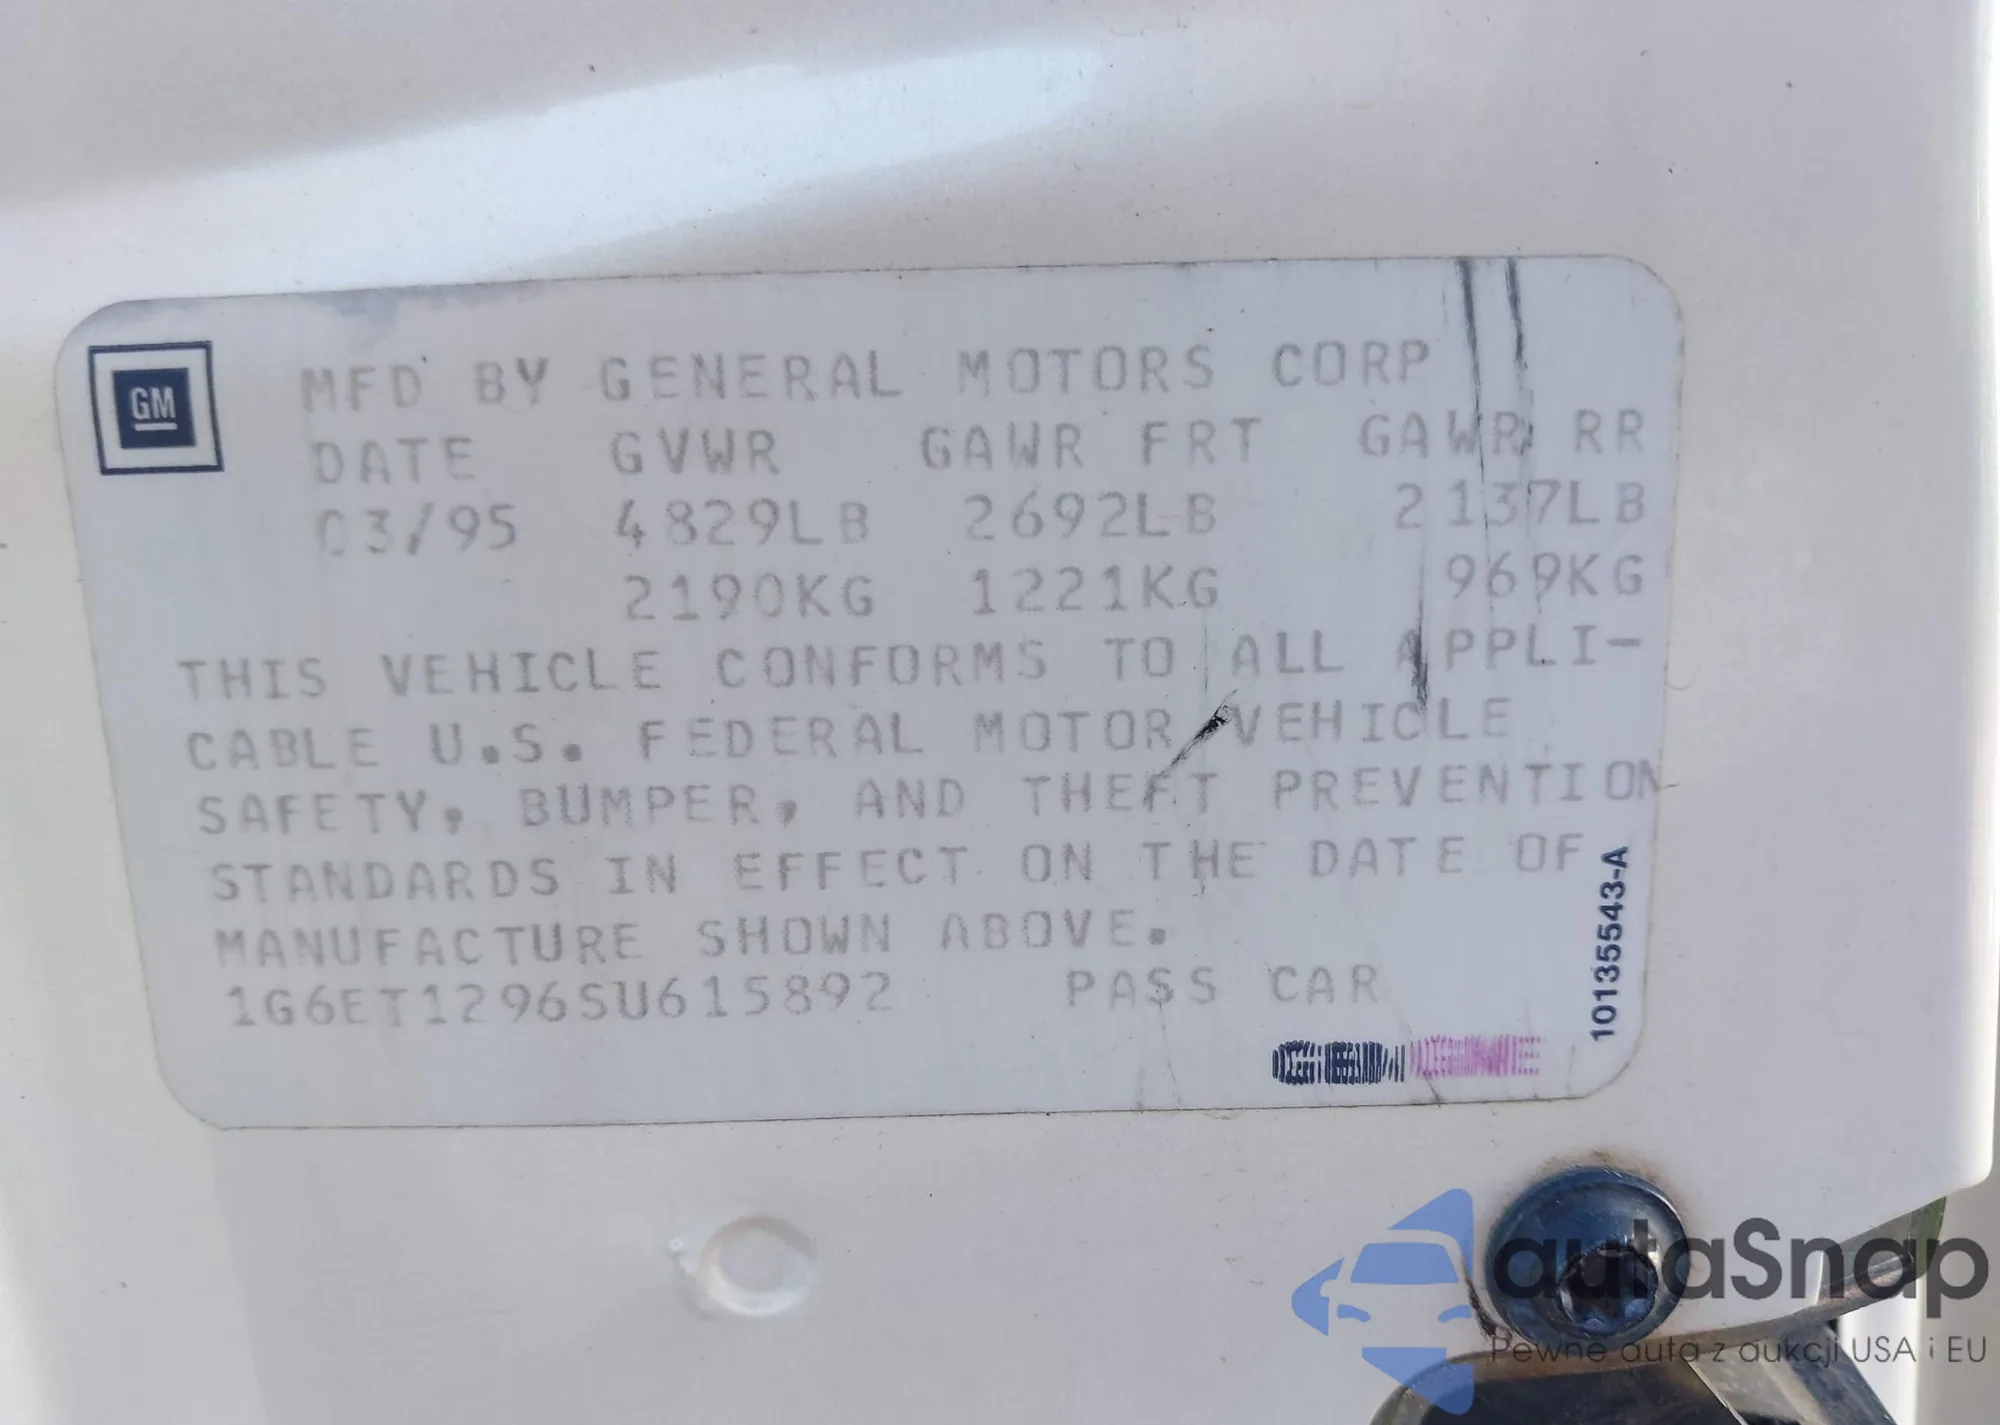 GM
MFD BY GENERAL MOTORS CORP
DATE GVWR GAWR FRT GAWR RR
03/95 4829LB 2692LB 2137LB
2190KG 1221KG 969KG
THIS VEHICLE CONFORMS TO ALL APPLI-
CABLE U.S. FEDERAL MOTOR VEHICLE
SAFETY, BUMPER, AND THEFT PREVENTION
STANDARDS IN EFFECT ON THE DATE OF
MANUFACTURE SHOWN ABOVE.
1G6ET1296SU615892 PASS CAR
10135543-A
autaSnap
Pewne auta z aukcji USA i EU